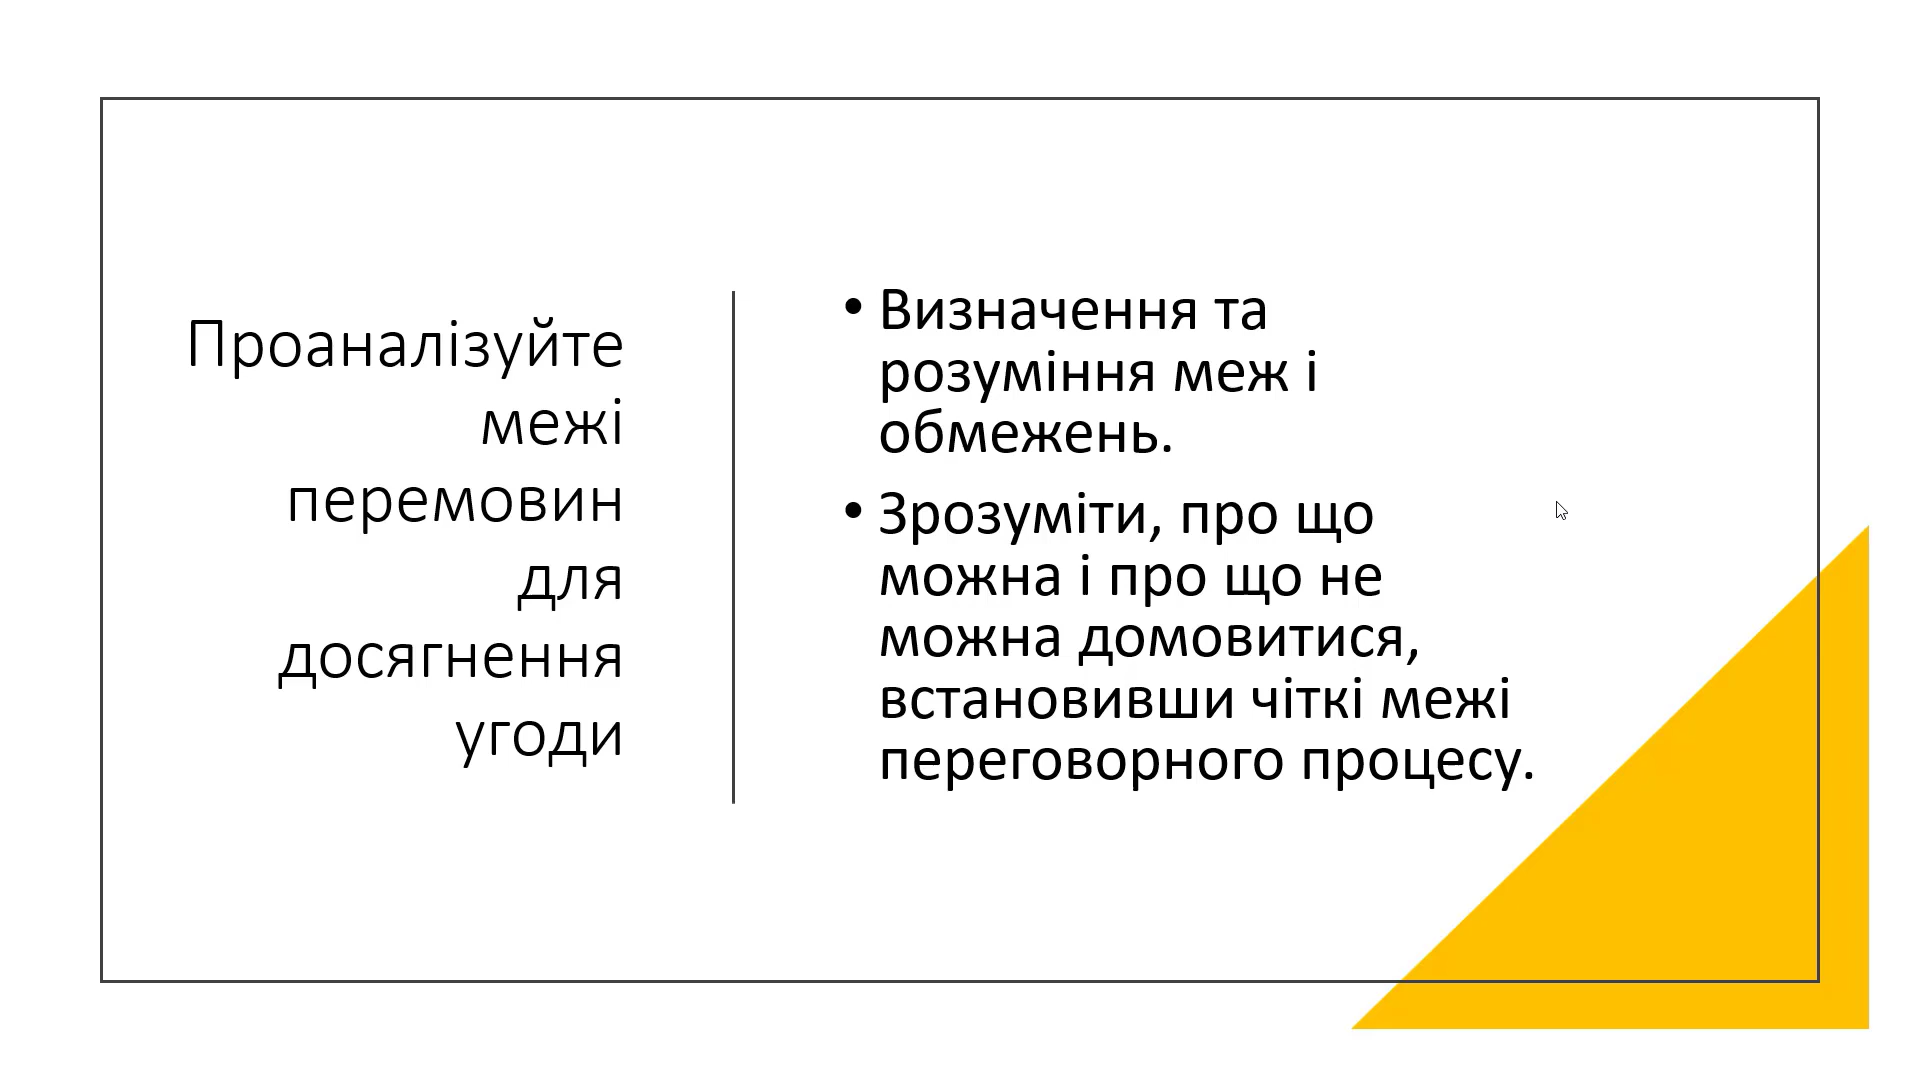 Проаналізуйте
межі
перемовин
для
досягнення
угоди
• Визначення та
розуміння меж і
обмежень.
• Зрозуміти, про що
можна і про що не
можна домовитися,
встановивши чіткі межі
переговорного процесу.